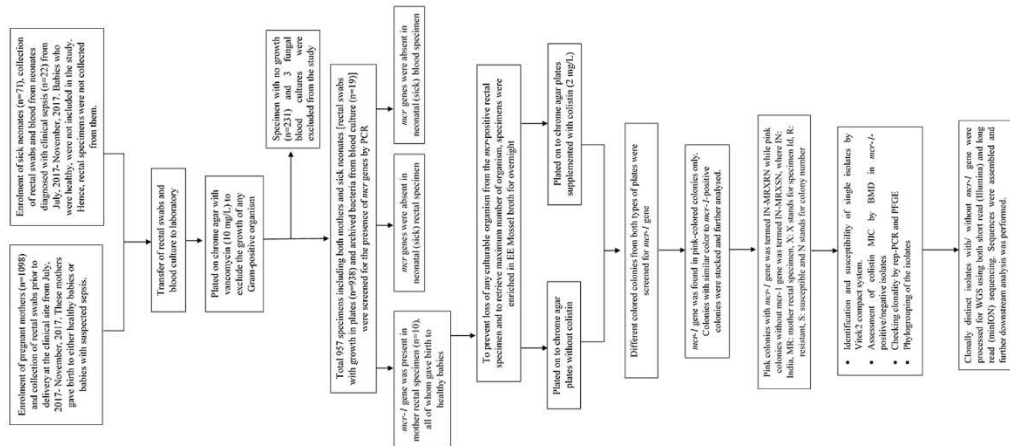 Enrolment of pregnant mothers (n=1098)
and collection of rectal swabs prior to
delivery at the clinical site from July,
2017- November, 2017. These mothers
gave birth to either healthy babies or
babies with suspected sepsis.
Enrolment of sick neonates (n=71), collection
of rectal swabs and blood from neonates
diagnosed with clinical sepsis (n=22) from
July, 2017- November, 2017. Babies who
were healthy, were not included in the study.
Hence, rectal specimens were not collected
from them.
Transfer of rectal swabs and
blood culture to laboratory
Plated on chrome agar with
vancomycin (10 mg/L) to
exclude the growth of any
Gram-positive organism
Specimen with no growth
(n=231) and 3 fungal
blood cultures were
excluded from the study
Total 957 specimens including both mothers and sick neonates [rectal swabs
with growth in plates (n=938) and archived bacteria from blood culture (n=19)]
were screened for the presence of mcr genes by PCR
mcr-1 gene was present in
mother rectal specimen (n=10),
all of whom gave birth to
healthy babies
mcr genes were absent in
neonatal (sick) rectal specimen
mcr genes were absent in
neonatal (sick) blood specimen
To prevent loss of any culturable organism from the mcr-positive rectal
specimen and to retrieve maximum number of organism, specimens were
enriched in EE Mossel broth for overnight
Plated on to chrome agar
plates without colistin
Plated on to chrome agar plates
supplemented with colistin (2 mg/L)
Different colored colonies from both types of plates were
screened for mcr-1 gene
mcr-1 gene was found in pink-colored colonies only.
Colonies with similar color to mcr-1-positive
colonies were stocked and further analysed.
Pink colonies with mcr-1 gene was termed IN-MRXRN while pink
colonies without mcr-1 gene was termed IN-MRXSN, where IN:
India, MR: mother rectal specimen, X: X stands for specimen Id, R:
resistant, S: susceptible and N stands for colony number
• Identification and susceptibility of single isolates by
Vitek2 compact system.
• Assessment of colistin MIC by BMD in mcr-1-
positive/negative isolates
• Checking clonality by rep-PCR and PFGE
• Phylogrouping of the isolates
Clonally distinct isolates with/ without mcr-1 gene were
processed for WGS using both short read (Illumina) and long
read (minION) sequencing. Sequences were assembled and
further downstream analysis was performed.